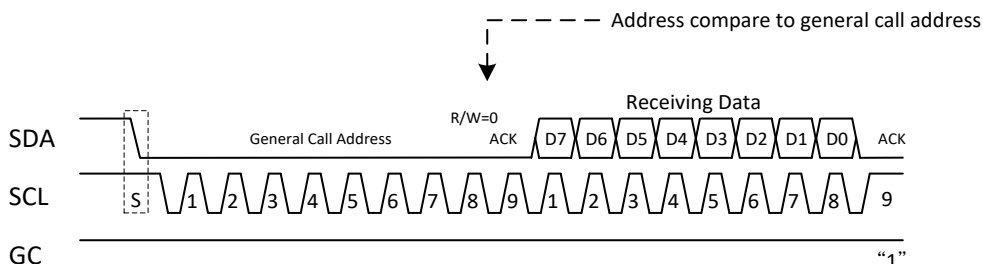 Address compare to general call address
Receiving Data
R/W=0
SDA General Call Address ACK D7 D6 D5 D4 D3 D2 D1 D0 ACK
SCL S 1 2 3 4 5 6 7 8 9 1 2 3 4 5 6 7 8 9
GC "1"